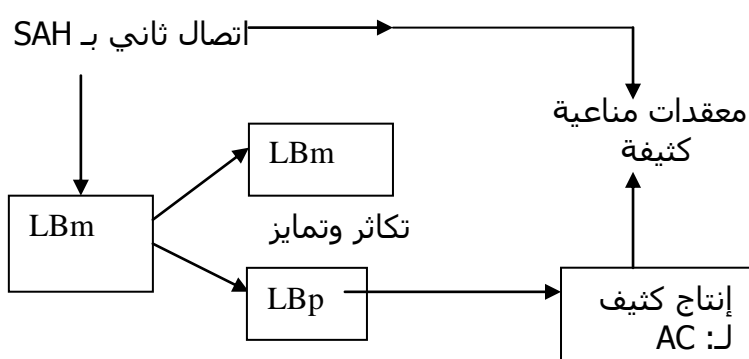 اتصال ثاني بـ SAH
معقدات مناعية
كثيفة
LBm
LBm
تكاثر وتمايز
LBp
إنتاج كثيف
لـ: AC